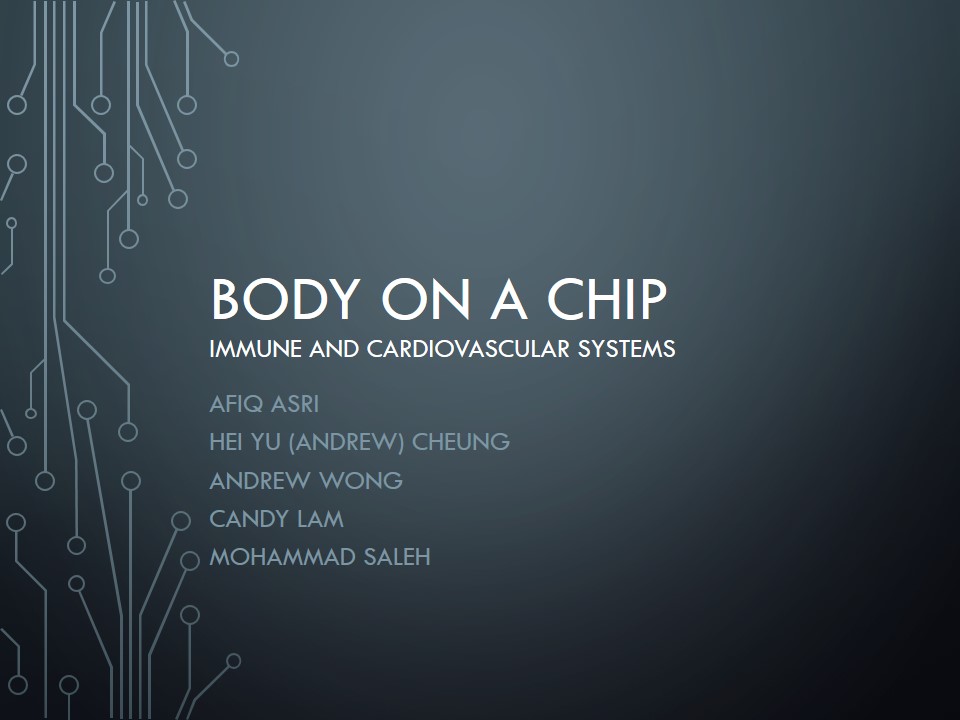 BODY ON A CHIP
IMMUNE AND CARDIOVASCULAR SYSTEMS
AFIQ ASRI
HEI YU (ANDREW) CHEUNG
ANDREW WONG
CANDY LAM
MOHAMMAD SALEH